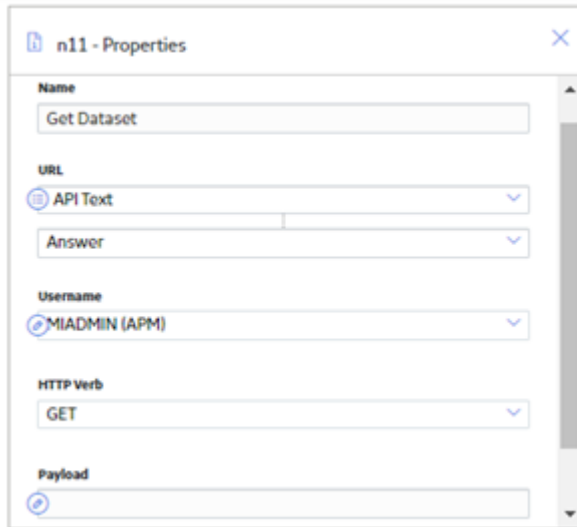 n11 - Properties
Name
Get Dataset
URL
API Text
Answer
Username
MIADMIN (APM)
HTTP Verb
GET
Payload